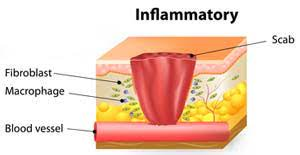 Inflammatory
Scab
Fibroblast
Macrophage
Blood vessel